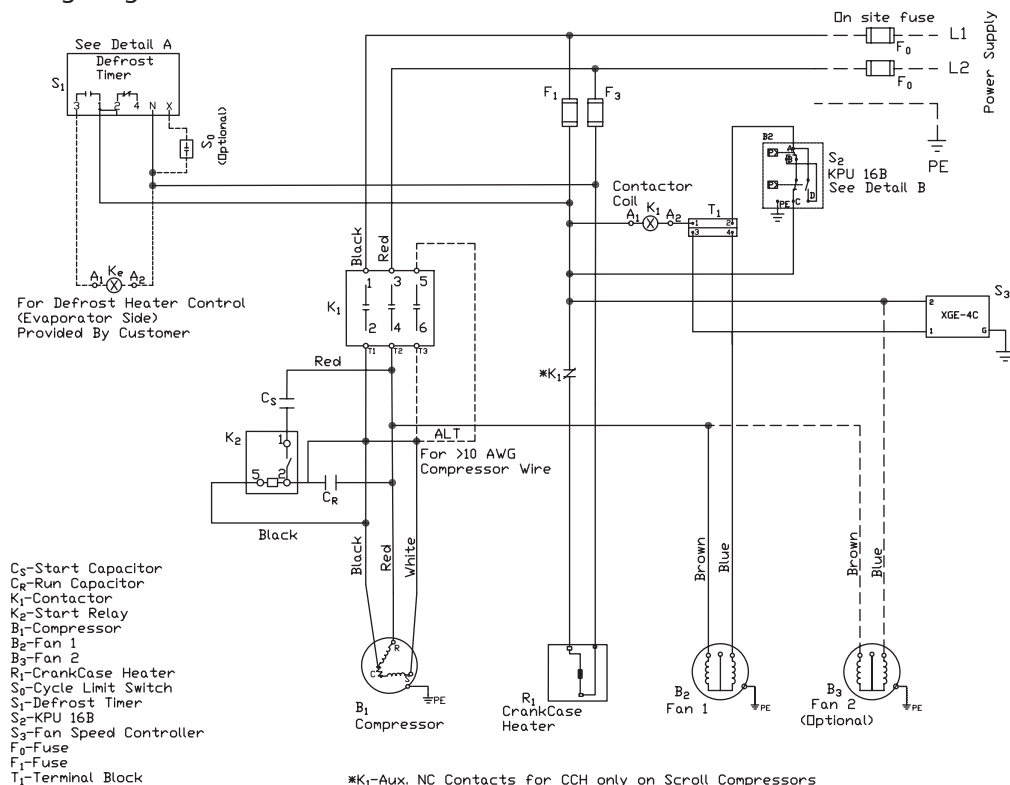 On site fuse
F0
L1
F0
L2
Power Supply
PE
See Detail A
Defrost
Timer
S1
3 1 2 4 N X
S0
(Optional)
F1
F3
B2
A
B
P
P
D
PE
C
S2
KPU 16B
See Detail B
Contactor
Coil
A1 K1 A2
T1
1 2
3 4
A1 Ke A2
For Defrost Heater Control
(Evaporator Side)
Provided By Customer
Black
Red
1 3 5
K1
2 4 6
T1 T2 T3
S3
2
XGE-4C
1
G
*K1
Red
CS
K2
1
5 2
CR
ALT
For >10 AWG
Compressor Wire
Black
Black
Red
White
Brown
Blue
Brown
Blue
CS-Start Capacitor
CR-Run Capacitor
K1-Contactor
K2-Start Relay
B1-Compressor
B2-Fan 1
B3-Fan 2
R1-CrankCase Heater
S0-Cycle Limit Switch
S1-Defrost Timer
S2-KPU 16B
S3-Fan Speed Controller
F0-Fuse
F1-Fuse
T1-Terminal Block
R
C
S
PE
B1
Compressor
R1
CrankCase
Heater
B2
Fan 1
PE
B3
Fan 2
(Optional)
PE
*K1-Aux. NC Contacts for CCH only on Scroll Compressors